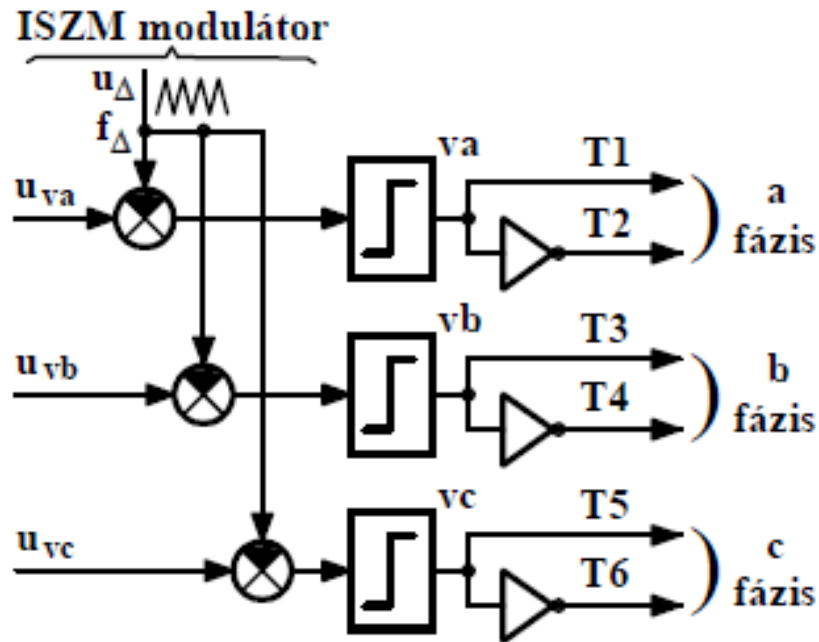 ISZM modulátor
u∆
f∆
uva
va
T1
T2
a
fázis
uvb
vb
T3
T4
b
fázis
uvc
vc
T5
T6
c
fázis